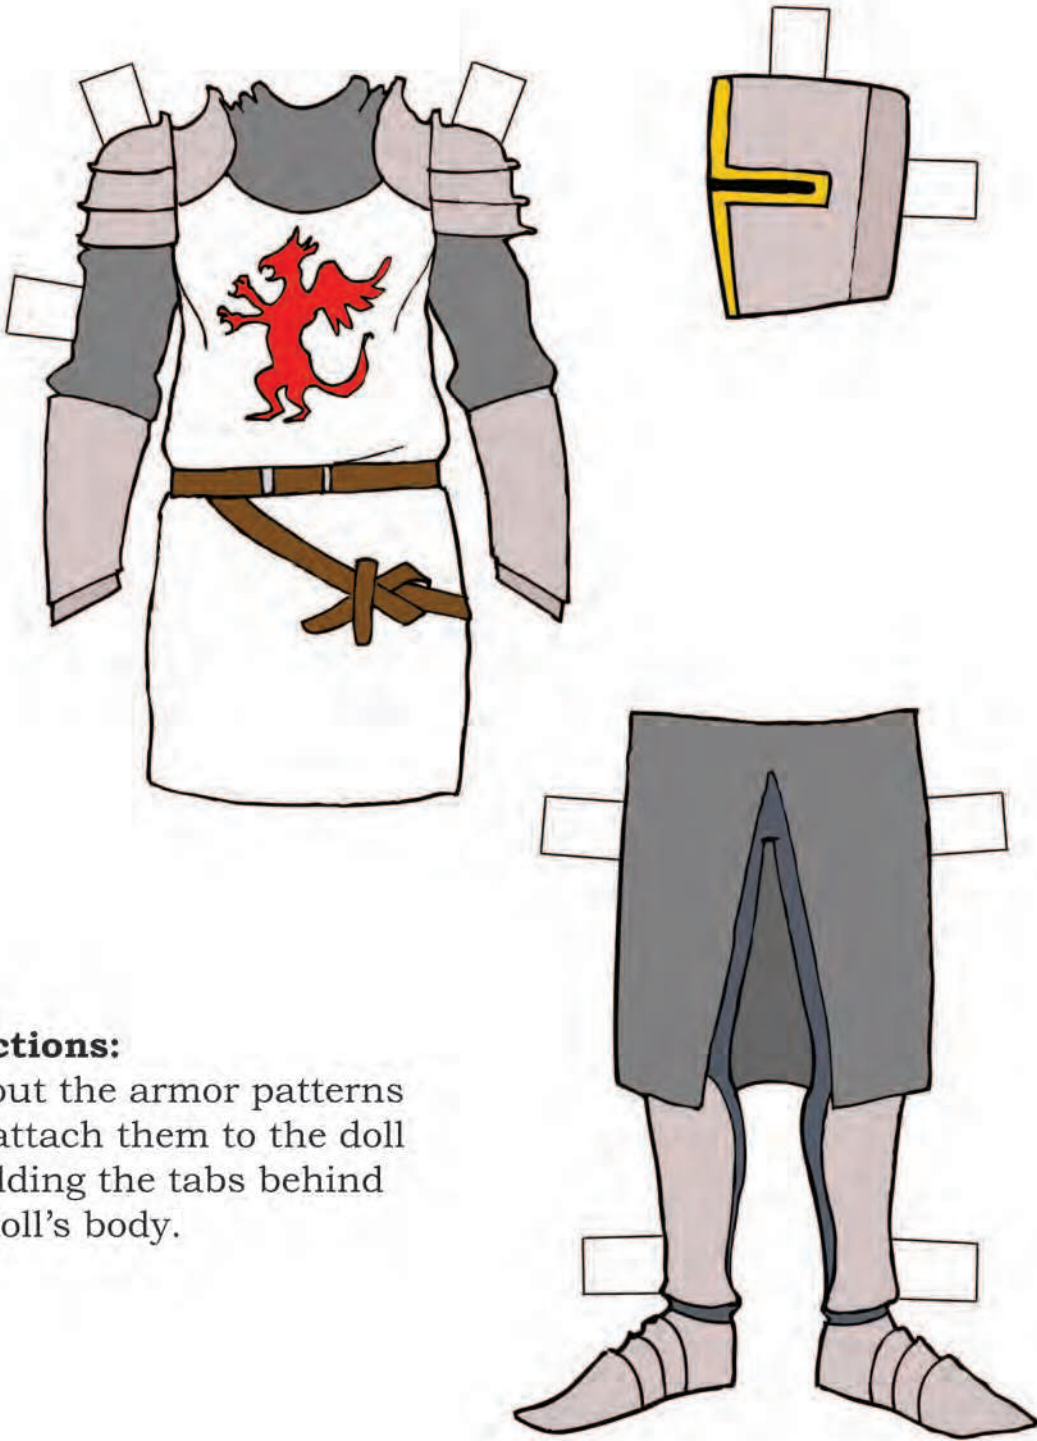 ctions:
out the armor patterns
attach them to the doll
lding the tabs behind
oll's body.